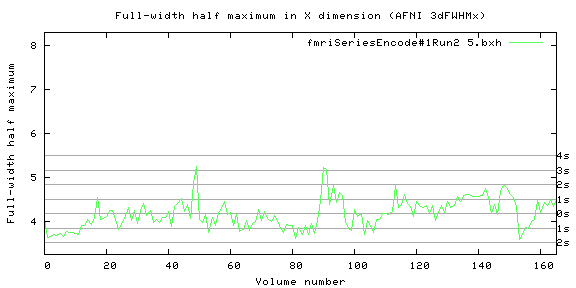 Full-width half maximum in X dimension (AFNI 3dFWHMx)
fmriSeriesEncode#1Run2 5.bxh
Full-width half maximum
8
7
6
5
4
4s
3s
2s
1s
0s
1s
2s
0 20 40 60 80 100 120 140 160
Volume number